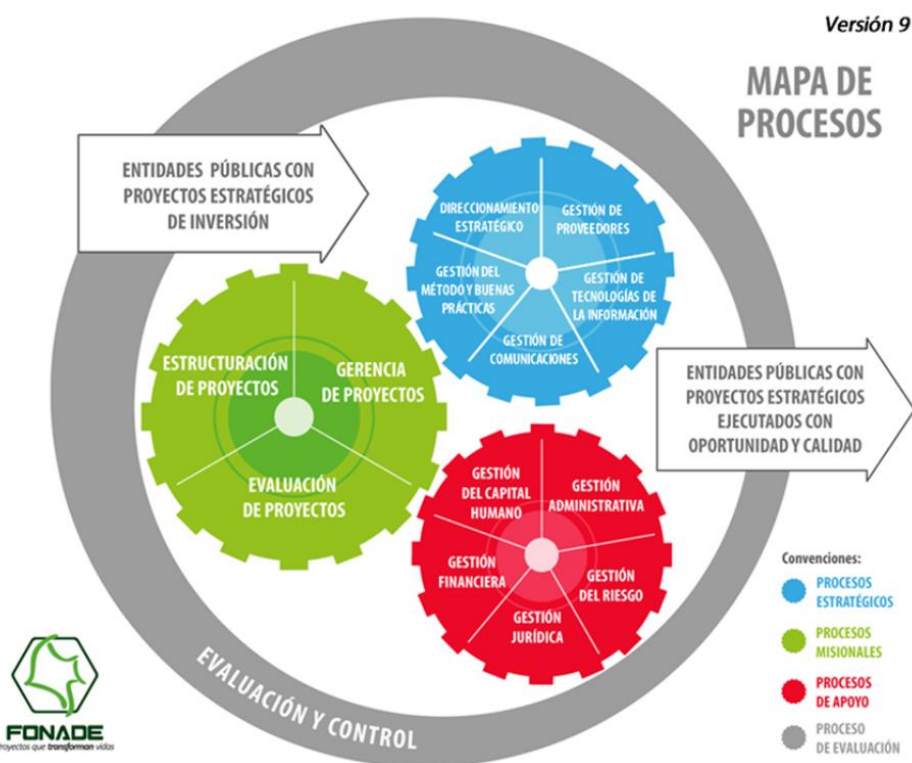 Versión 9
MAPA DE
PROCESOS
ENTIDADES PÚBLICAS CON
PROYECTOS ESTRATÉGICOS
DE INVERSIÓN
DIRECCIONAMIENTO
ESTRATÉGICO
GESTIÓN DE
PROVEEDORES
GESTIÓN DEL
MÉTODO Y BUENAS
PRÁCTICAS
GESTIÓN DE
TECNOLOGÍAS DE
LA INFORMACIÓN
GESTIÓN DE
COMUNICACIONES
ESTRUCTURACIÓN
DE PROYECTOS
GERENCIA
DE PROYECTOS
EVALUACIÓN
DE PROYECTOS
ENTIDADES PÚBLICAS CON
PROYECTOS ESTRATÉGICOS
EJECUTADOS CON
OPORTUNIDAD Y CALIDAD
GESTIÓN
DEL CAPITAL
HUMANO
GESTIÓN
ADMINISTRATIVA
GESTIÓN
FINANCIERA
GESTIÓN
DEL RIESGO
GESTIÓN
JURÍDICA
EVALUACIÓN Y CONTROL
Convenciones:
PROCESOS
ESTRATÉGICOS
PROCESOS
MISIONALES
PROCESOS
DE APOYO
PROCESO
DE EVALUACIÓN
FONADE
royectos que transforman vidas